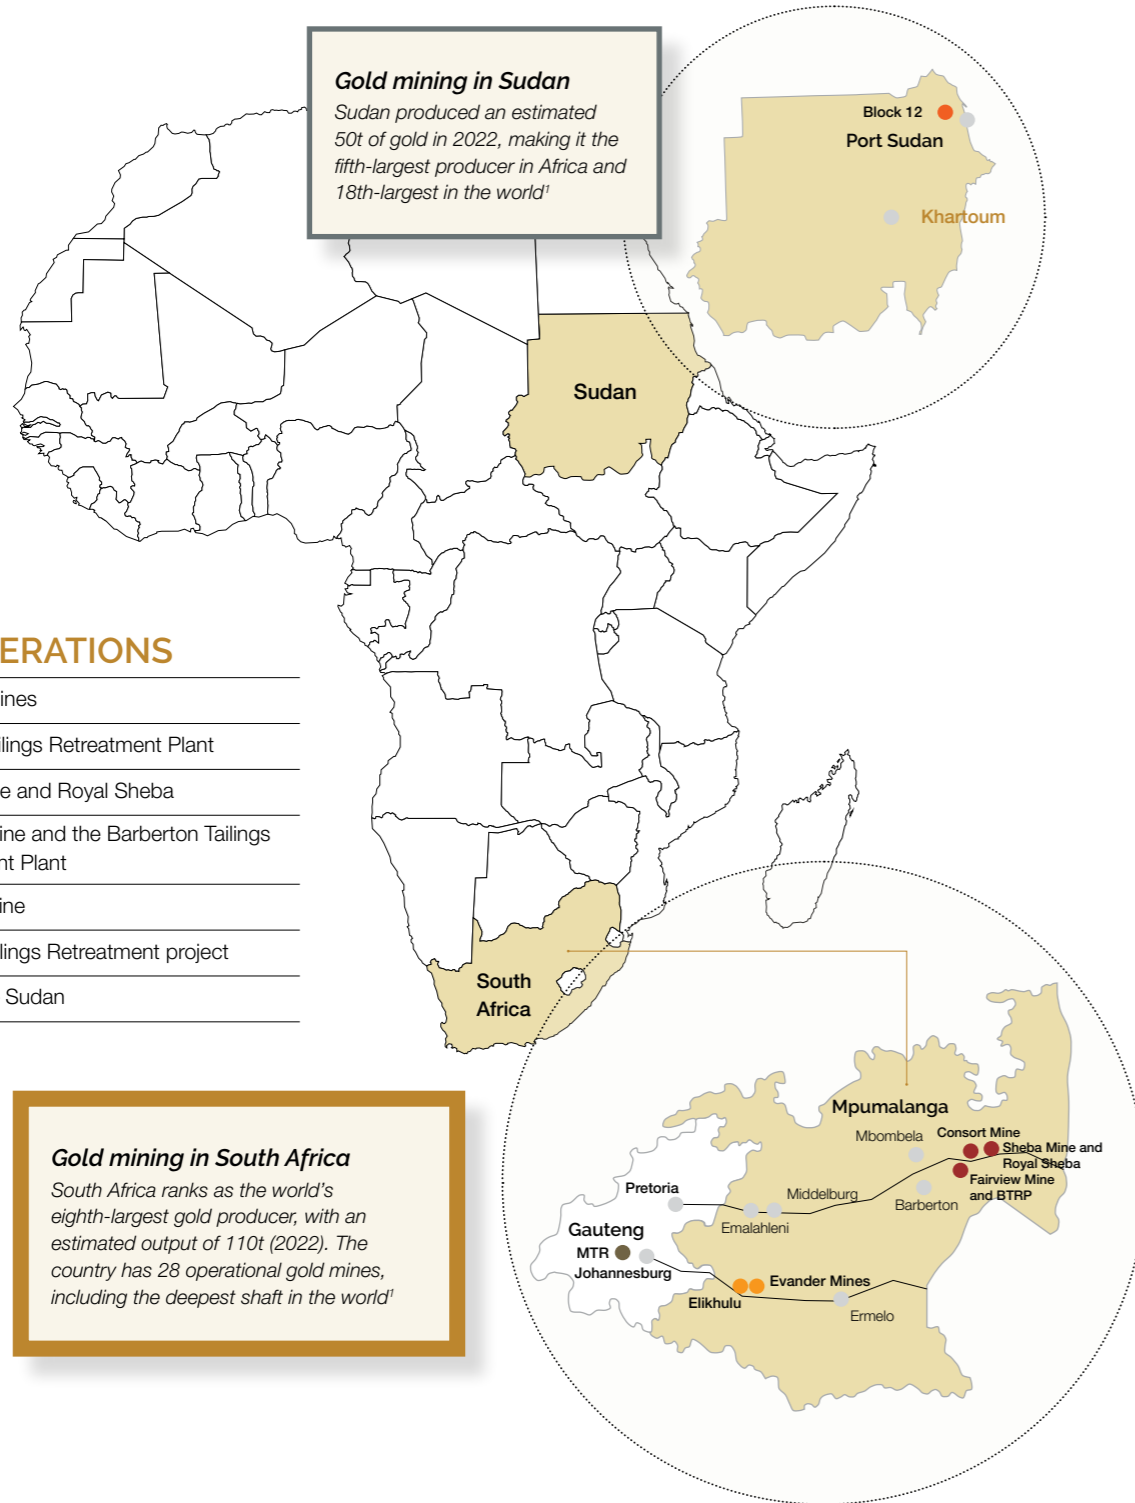 Gold mining in Sudan
Sudan produced an estimated
50t of gold in 2022, making it the
fifth-largest producer in Africa and
18th-largest in the world¹
Block 12
Port Sudan
Khartoum
Sudan
ERATIONS
ines
ilings Retreatment Plant
e and Royal Sheba
ine and the Barberton Tailings
nt Plant
ine
ilings Retreatment project
Sudan
South
Africa
Gold mining in South Africa
South Africa ranks as the world's
eighth-largest gold producer, with an
estimated output of 110t (2022). The
country has 28 operational gold mines,
including the deepest shaft in the world¹
Mpumalanga
Mbombela
Consort Mine
Sheba Mine and
Royal Sheba
Fairview Mine
and BTRP
Barberton
Pretoria
Middelburg
Emalahleni
Gauteng
MTR
Johannesburg
Evander Mines
Elikhulu
Ermelo